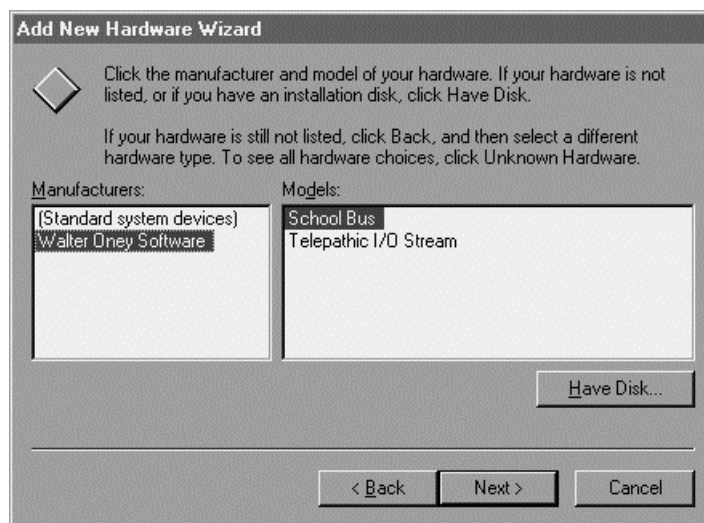 Add New Hardware Wizard
Click the manufacturer and model of your hardware. If your hardware is not
listed, or if you have an installation disk, click Have Disk.
If your hardware is still not listed, click Back, and then select a different
hardware type. To see all hardware choices, click Unknown Hardware.
Manufacturers:
Models:
(Standard system devices)
Walter Oney Software
School Bus
Telepathic I/O Stream
Have Disk...
< Back
Next >
Cancel